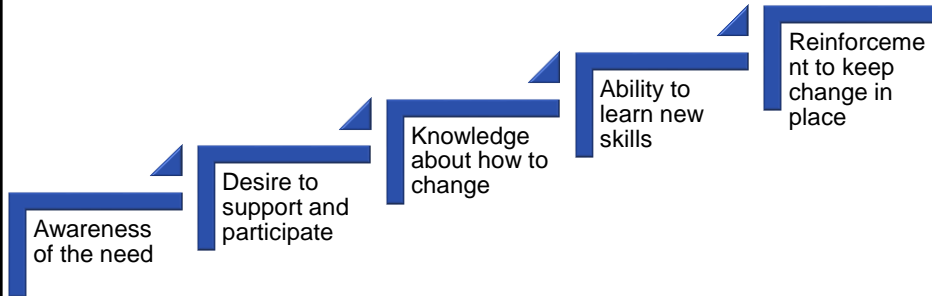 Awareness
of the need
Desire to
support and
participate
Knowledge
about how to
change
Ability to
learn new
skills
Reinforceme
nt to keep
change in
place